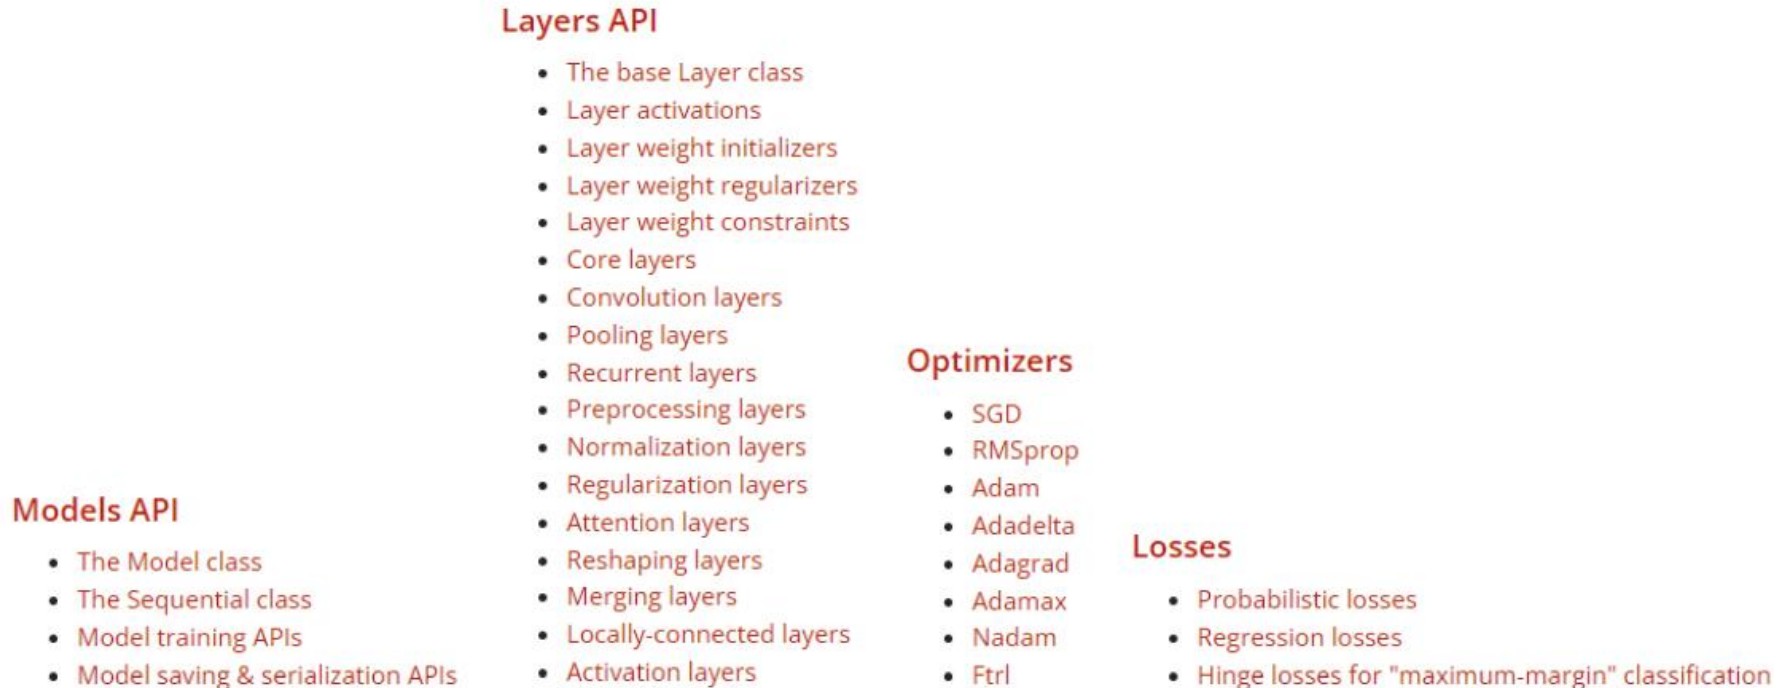 Layers API
The base Layer class
Layer activations
Layer weight initializers
Layer weight regularizers
Layer weight constraints
Core layers
Convolution layers
Pooling layers
Recurrent layers
Preprocessing layers
Normalization layers
Regularization layers
Attention layers
Reshaping layers
Merging layers
Locally-connected layers
Activation layers
Models API
The Model class
The Sequential class
Model training APIs
Model saving & serialization APIs
Optimizers
SGD
RMSprop
Adam
Adadelta
Adagrad
Adamax
Nadam
Ftrl
Losses
Probabilistic losses
Regression losses
Hinge losses for "maximum-margin" classification